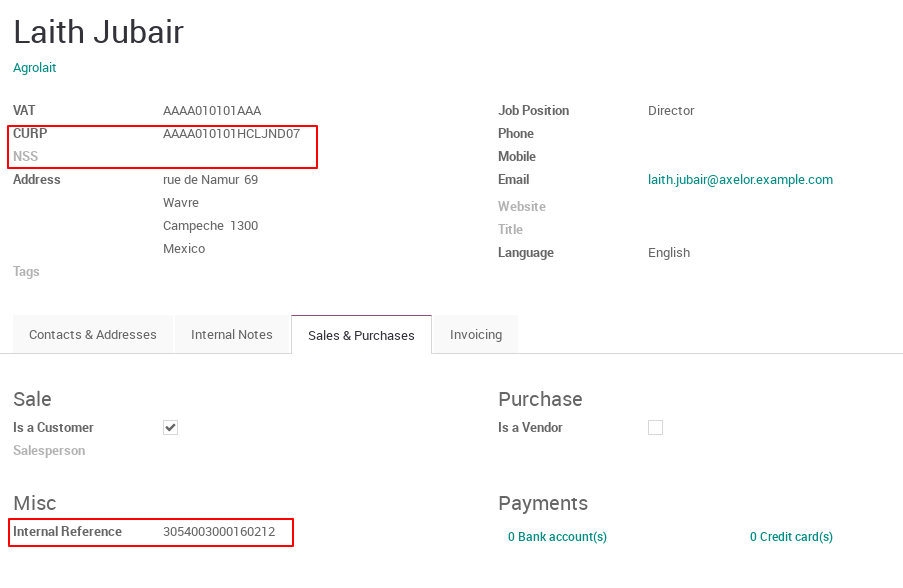 Laith Jubair
Agrolait
VAT AAAA010101AAA
CURP AAAA010101HCLJND07
NSS
Address rue de Namur 69
Wavre
Campeche 1300
Mexico
Tags
Job Position Director
Phone
Mobile
Email laith.jubair@axelor.example.com
Website
Title
Language English
Contacts & Addresses Internal Notes Sales & Purchases Invoicing
Sale
Is a Customer
Salesperson
Purchase
Is a Vendor
Misc
Internal Reference 3054003000160212
Payments
0 Bank account(s) 0 Credit card(s)